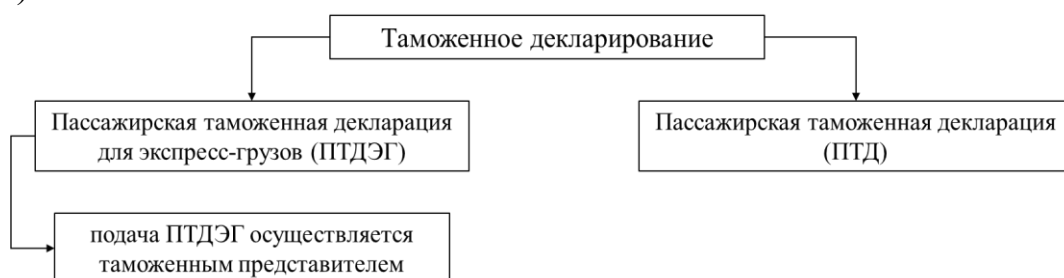 )
Таможенное декларирование
Пассажирская таможенная декларация
для экспресс-грузов (ПТДЭГ)
Пассажирская таможенная декларация
(ПТД)
подача ПТДЭГ осуществляется
таможенным представителем